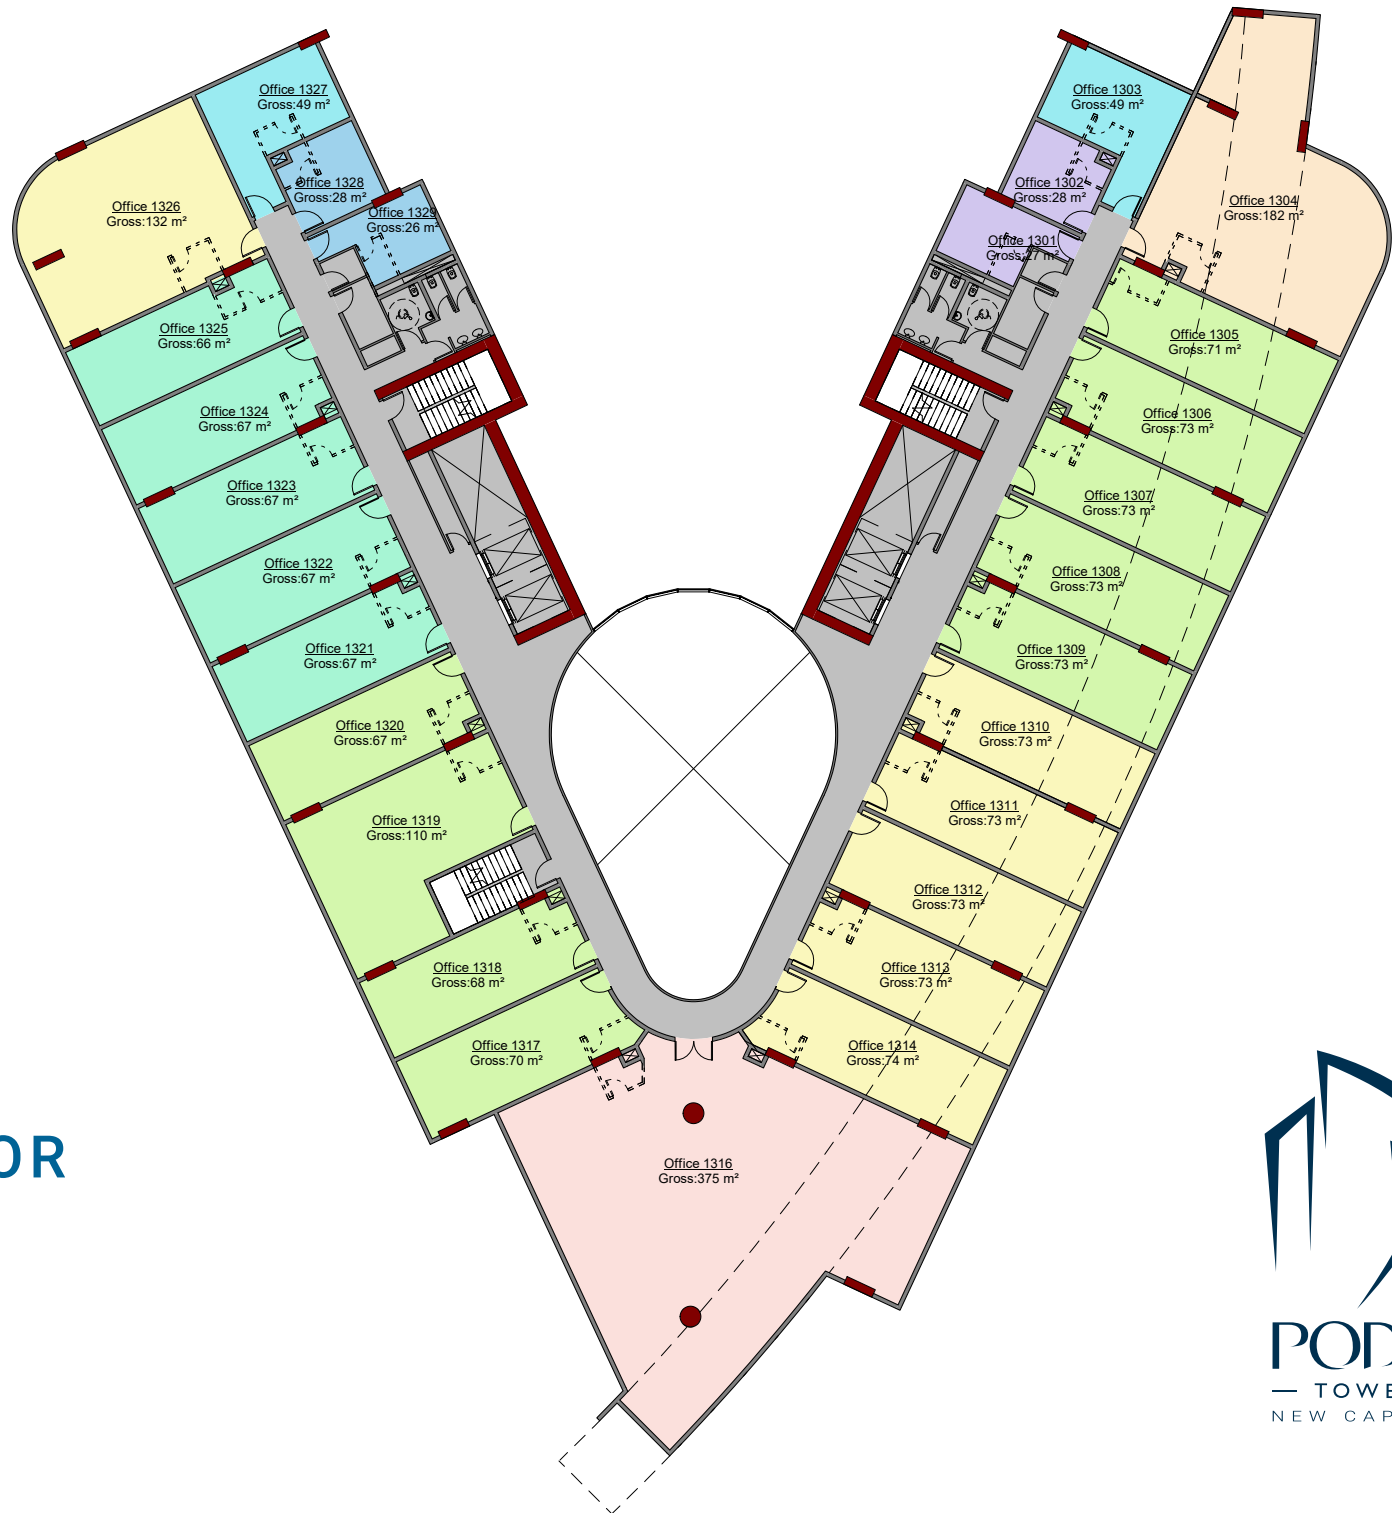 Office 1327
Gross:49 m²
Office 1303
Gross:49 m²
Office 1328
Gross:28 m²
Office 1302
Gross:28 m²
Office 1326
Gross:132 m²
Office 1329
Gross:26 m²
Office 1304
Gross:182 m²
Office 1301
Gross:27 m²
Office 1325
Gross:66 m²
Office 1305
Gross:71 m²
Office 1324
Gross:67 m²
Office 1306
Gross:73 m²
Office 1323
Gross:67 m²
Office 1307
Gross:73 m²
Office 1322
Gross:67 m²
Office 1308
Gross:73 m²
Office 1321
Gross:67 m²
Office 1309
Gross:73 m²
Office 1320
Gross:67 m²
Office 1310
Gross:73 m²
Office 1319
Gross:110 m²
Office 1311
Gross:73 m²
Office 1312
Gross:73 m²
Office 1318
Gross:68 m²
Office 1313
Gross:73 m²
Office 1317
Gross:70 m²
Office 1314
Gross:74 m²
OR
Office 1316
Gross:375 m²
POD
— TOWE
NEW CAP